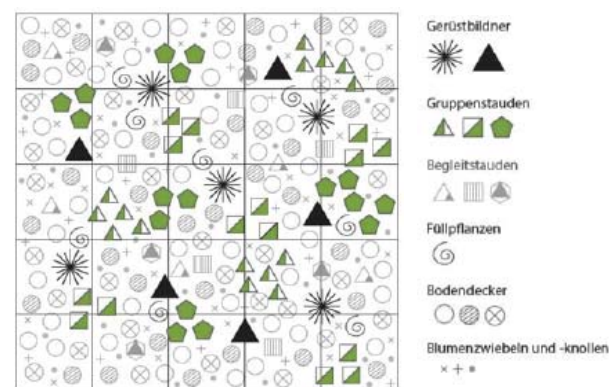 Gerüstbildner
Gruppenstauden
Begleitstauden
Füllpflanzen
Bodendecker
Blumenzwiebeln und -knollen